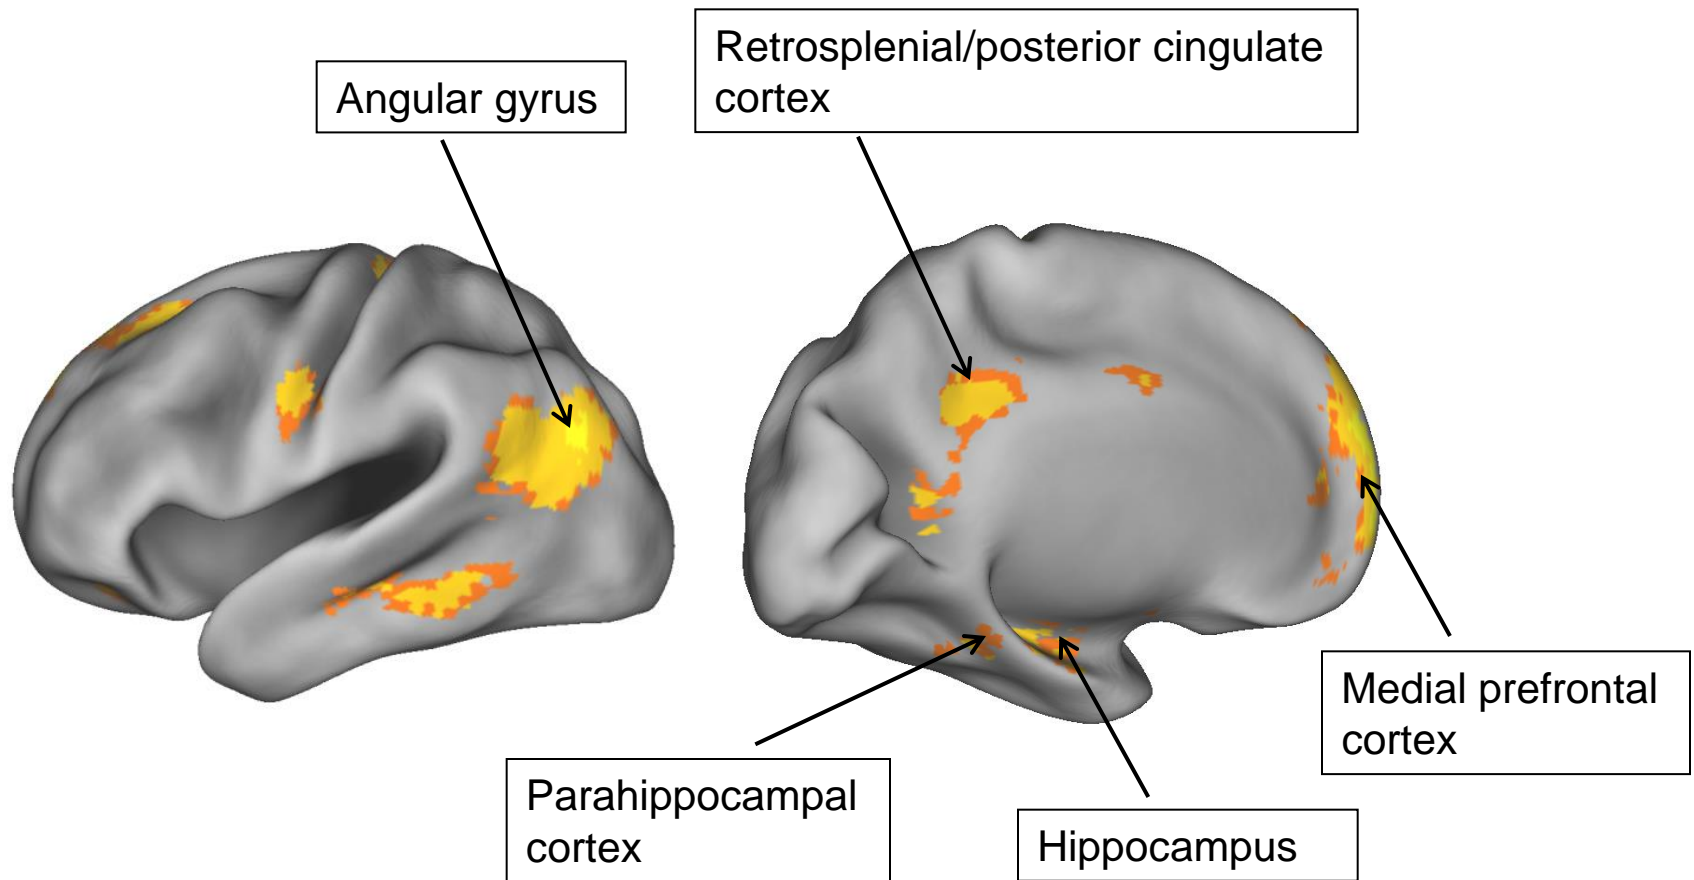 Retrosplenial/posterior cingulate
cortex
Angular gyrus
Medial prefrontal
cortex
Parahippocampal
cortex
Hippocampus